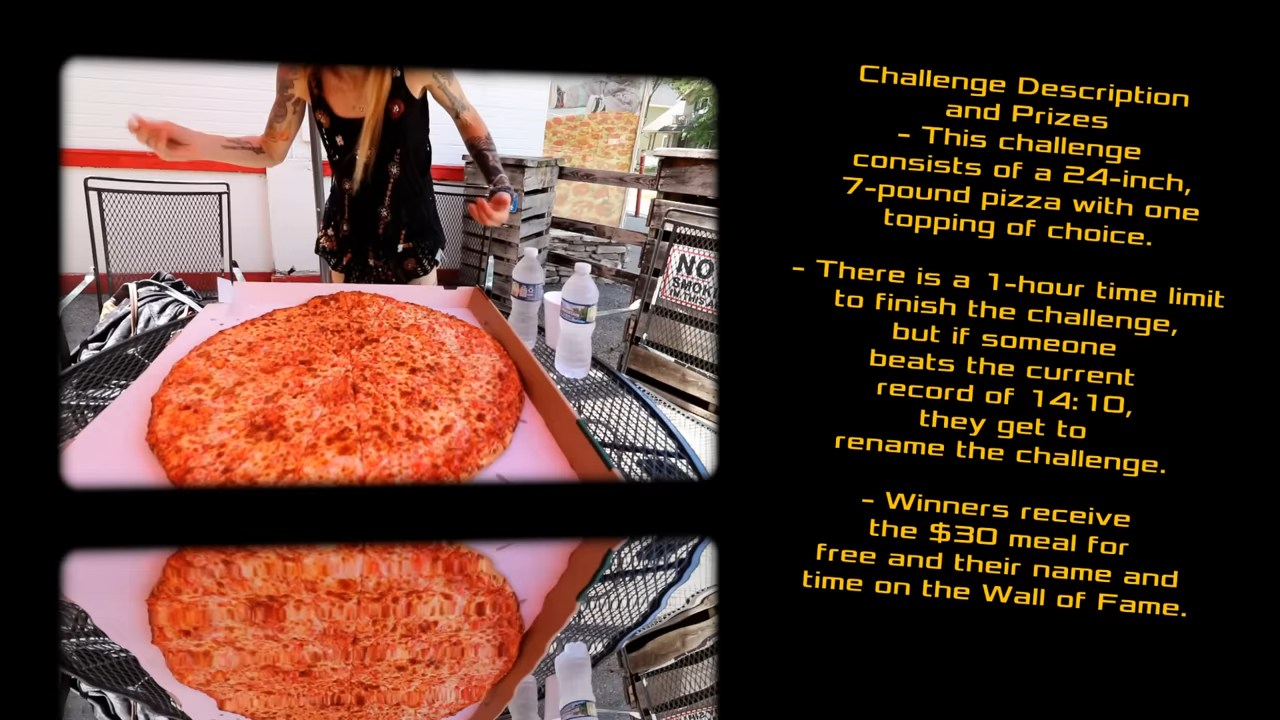 Challenge Description
and Prizes
- This challenge
consists of a 24-inch,
7-pound pizza with one
topping of choice.
- There is a 1-hour time limit
to finish the challenge,
but if someone
beats the current
record of 14:10,
they get to
rename the challenge.
- Winners receive
the $30 meal for
free and their name and
time on the Wall of Fame.
NO